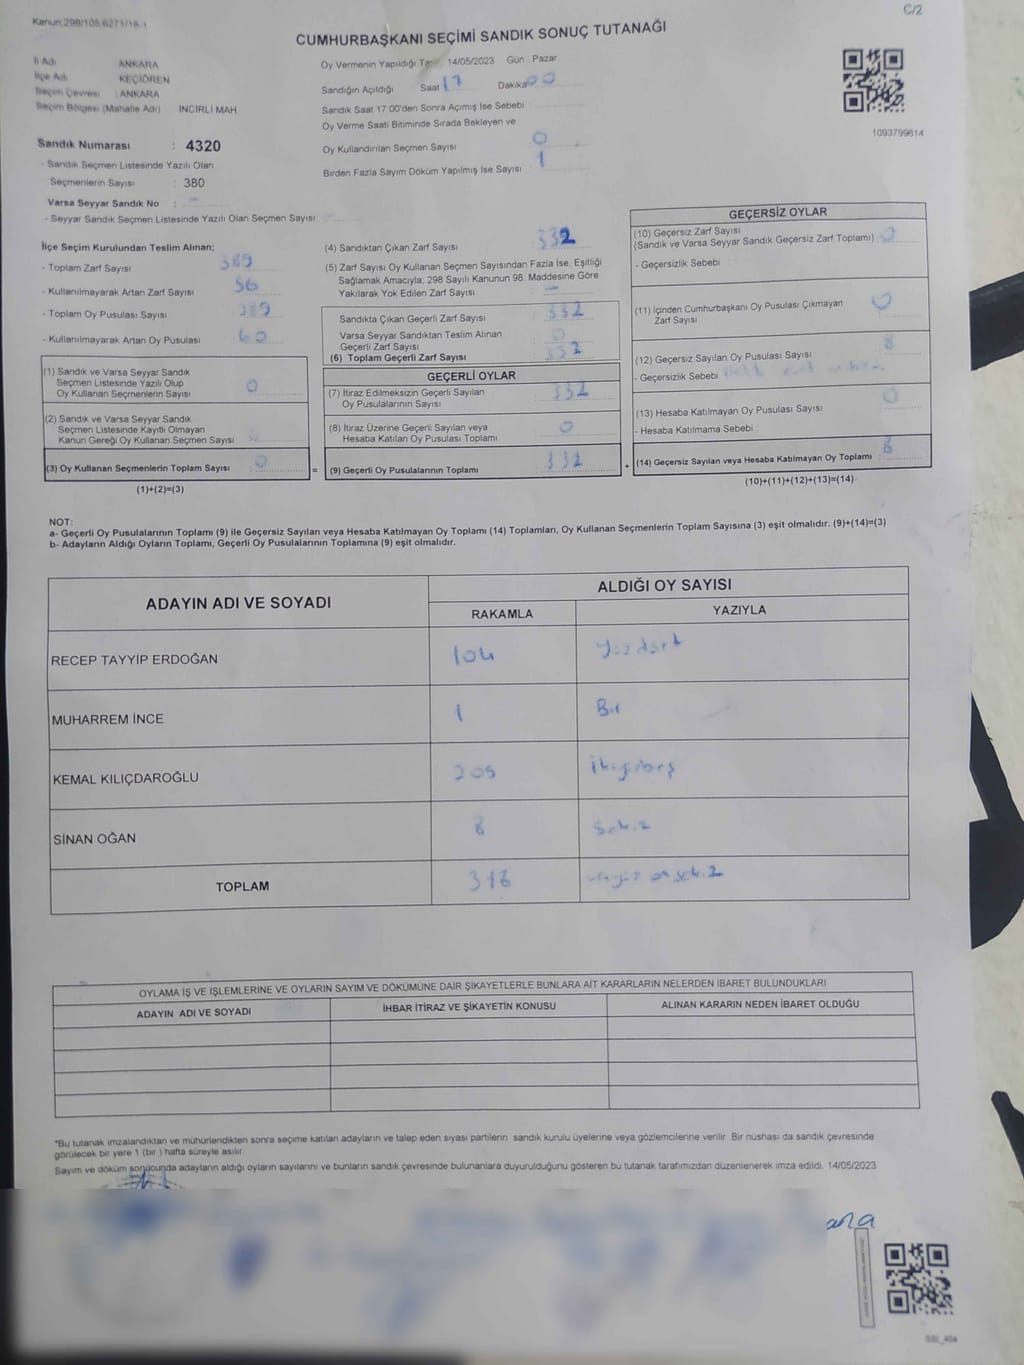 Kanun:298/105 6271/18-1
C/2
CUMHURBAŞKANI SEÇİMİ SANDIK SONUÇ TUTANAĞI
İl Adı ANKARA
İlçe Adı KEÇİÖREN
Seçim Çevresi : ANKARA
Seçim Bölgesi (Mahalle Adı) İNCİRLİ MAH
Sandık Numarası : 4320
- Sandık Seçmen Listesinde Yazılı Olan
Seçmenlerin Sayısı : 380
Varsa Seyyar Sandık No : -
- Seyyar Sandık Seçmen Listesinde Yazılı Olan Seçmen Sayısı:
Oy Vermenin Yapıldığı 14/05/2023 Gün Pazar
Sandığın Açıldığı Saat 17 Dakika 00
Sandık Saat 17:00'den Sonra Açımış İse Sebebi :
Oy Verme Saati Bitiminde Sırada Bekleyen ve
Oy Kullandırılan Seçmen Sayısı : 0
Birden Fazla Sayım Döküm Yapılmış İse Sayısı : 1
1093799614
İlçe Seçim Kurulundan Teslim Alınan;
- Toplam Zarf Sayısı : 389
- Kullanılmayarak Artan Zarf Sayısı : 56
- Toplam Oy Pusulası Sayısı : 389
- Kullanılmayarak Artan Oy Pusulası : 60
(1) Sandık ve Varsa Seyyar Sandık
Seçmen Listesinde Yazılı Olup
Oy Kullanan Seçmenlerin Sayısı : 0
(2) Sandık ve Varsa Seyyar Sandık
Seçmen Listesinde Kayıtlı Olmayan
Kanun Gereği Oy Kullanan Seçmen Sayısı :
(3) Oy Kullanan Seçmenlerin Toplam Sayısı : 0
(1)+(2)=(3)
=
(4) Sandıktan Çıkan Zarf Sayısı : 332
(5) Zarf Sayısı Oy Kullanan Seçmen Sayısından Fazla İse, Eşitliği
Sağlamak Amacıyla; 298 Sayılı Kanunun 98. Maddesine Göre
Yakılarak Yok Edilen Zarf Sayısı : -
Sandıkta Çıkan Geçerli Zarf Sayısı : 332
Varsa Seyyar Sandıktan Teslim Alınan
Geçerli Zarf Sayısı : 0
(6) Toplam Geçerli Zarf Sayısı : 332
GEÇERLİ OYLAR
(7) İtiraz Edilmeksizin Geçerli Sayılan
Oy Pusulalarının Sayısı : 332
(8) İtiraz Üzerine Geçerli Sayılan veya
Hesaba Katılan Oy Pusulası Toplamı : 0
(9) Geçerli Oy Pusulalarının Toplamı : 332
+
GEÇERSİZ OYLAR
(10) Geçersiz Zarf Sayısı
(Sandık ve Varsa Seyyar Sandık Geçersiz Zarf Toplamı) : 0
- Geçersizlik Sebebi :
(11) İçinden Cumhurbaşkanı Oy Pusulası Çıkmayan
Zarf Sayısı : 0
(12) Geçersiz Sayılan Oy Pusulası Sayısı : 8
- Geçersizlik Sebebi
(13) Hesaba Katılmayan Oy Pusulası Sayısı : 0
- Hesaba Katılmama Sebebi :
(14) Geçersiz Sayılan veya Hesaba Katılmayan Oy Toplamı : 8
(10)+(11)+(12)+(13)=(14)
NOT:
a- Geçerli Oy Pusulalarının Toplamı (9) ile Geçersiz Sayılan veya Hesaba Katılmayan Oy Toplamı (14) Toplamları, Oy Kullanan Seçmenlerin Toplam Sayısına (3) eşit olmalıdır. (9)+(14)=(3)
b- Adayların Aldığı Oyların Toplamı, Geçerli Oy Pusulalarının Toplamına (9) eşit olmalıdır.
ADAYIN ADI VE SOYADI
ALDIĞI OY SAYISI
RAKAMLA YAZIYLA
RECEP TAYYİP ERDOĞAN 104 Yüzdört
MUHARREM İNCE 1 Bir
KEMAL KILIÇDAROĞLU 205 İkiyüzbeş
SİNAN OĞAN 8 Sekiz
TOPLAM 318 on sekiz
OYLAMA İŞ VE İŞLEMLERİNE VE OYLARIN SAYIM VE DÖKÜMÜNE DAİR ŞİKAYETLERLE BUNLARA AİT KARARLARIN NELERDEN İBARET BULUNDUKLARI
ADAYIN ADI VE SOYADI İHBAR İTİRAZ VE ŞİKAYETİN KONUSU ALINAN KARARIN NEDEN İBARET OLDUĞU
*Bu tutanak imzalandıktan ve mühürlendikten sonra seçime katılan adayların ve talep eden siyasi partilerin sandık kurulu üyelerine veya gözlemcilerine verilir. Bir nüshası da sandık çevresinde
görülecek bir yere 1 (bir) hafta süreyle asılır.
Sayım ve döküm sonucunda adayların aldığı oyların sayılarını ve bunların sandık çevresinde bulunanlara duyurulduğunu gösteren bu tutanak tarafımızdan düzenlenerek imza edildi. 14/05/2023